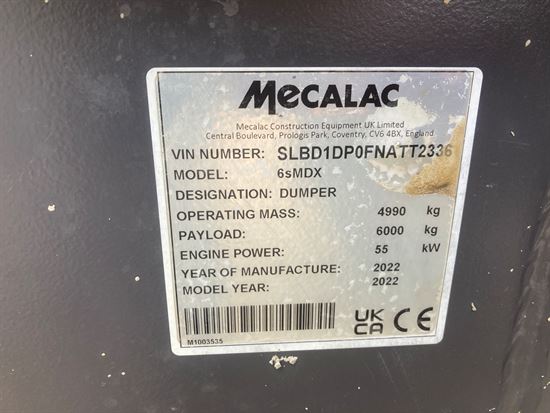 MECALAC
Mecalac Construction Equipment UK Limited
Central Boulevard, Prologis Park, Coventry, CV6 4BX, England
VIN NUMBER: SLBD1DP0FNATT2336
MODEL: 6sMDX
DESIGNATION: DUMPER
OPERATING MASS: 4990 kg
PAYLOAD: 6000 kg
ENGINE POWER: 55 kW
YEAR OF MANUFACTURE: 2022
MODEL YEAR: 2022
UK
CA CE
M1003535